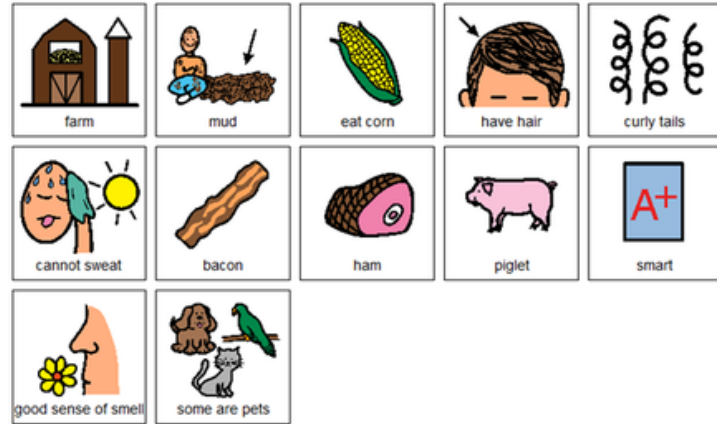 farm
mud
eat corn
have hair
curly tails
cannot sweat
bacon
ham
piglet
A+
smart
good sense of smell
some are pets